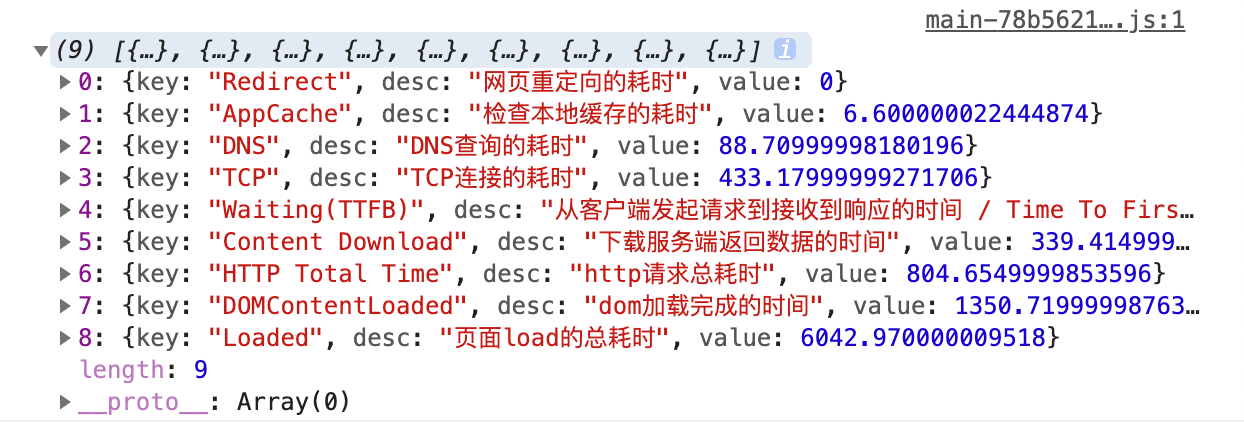 main-78b5621….js:1
(9) [{…}, {…}, {…}, {…}, {…}, {…}, {…}, {…}, {…}] i
0: {key: "Redirect", desc: "网页重定向的耗时", value: 0}
1: {key: "AppCache", desc: "检查本地缓存的耗时", value: 6.600000022444874}
2: {key: "DNS", desc: "DNS查询的耗时", value: 88.70999998180196}
3: {key: "TCP", desc: "TCP连接的耗时", value: 433.17999999271706}
4: {key: "Waiting(TTFB)", desc: "从客户端发起请求到接收到响应的时间 / Time To Firs…
5: {key: "Content Download", desc: "下载服务端返回数据的时间", value: 339.414999…
6: {key: "HTTP Total Time", desc: "http请求总耗时", value: 804.6549999853596}
7: {key: "DOMContentLoaded", desc: "dom加载完成的时间", value: 1350.71999998763…
8: {key: "Loaded", desc: "页面load的总耗时", value: 6042.970000009518}
length: 9
__proto__: Array(0)